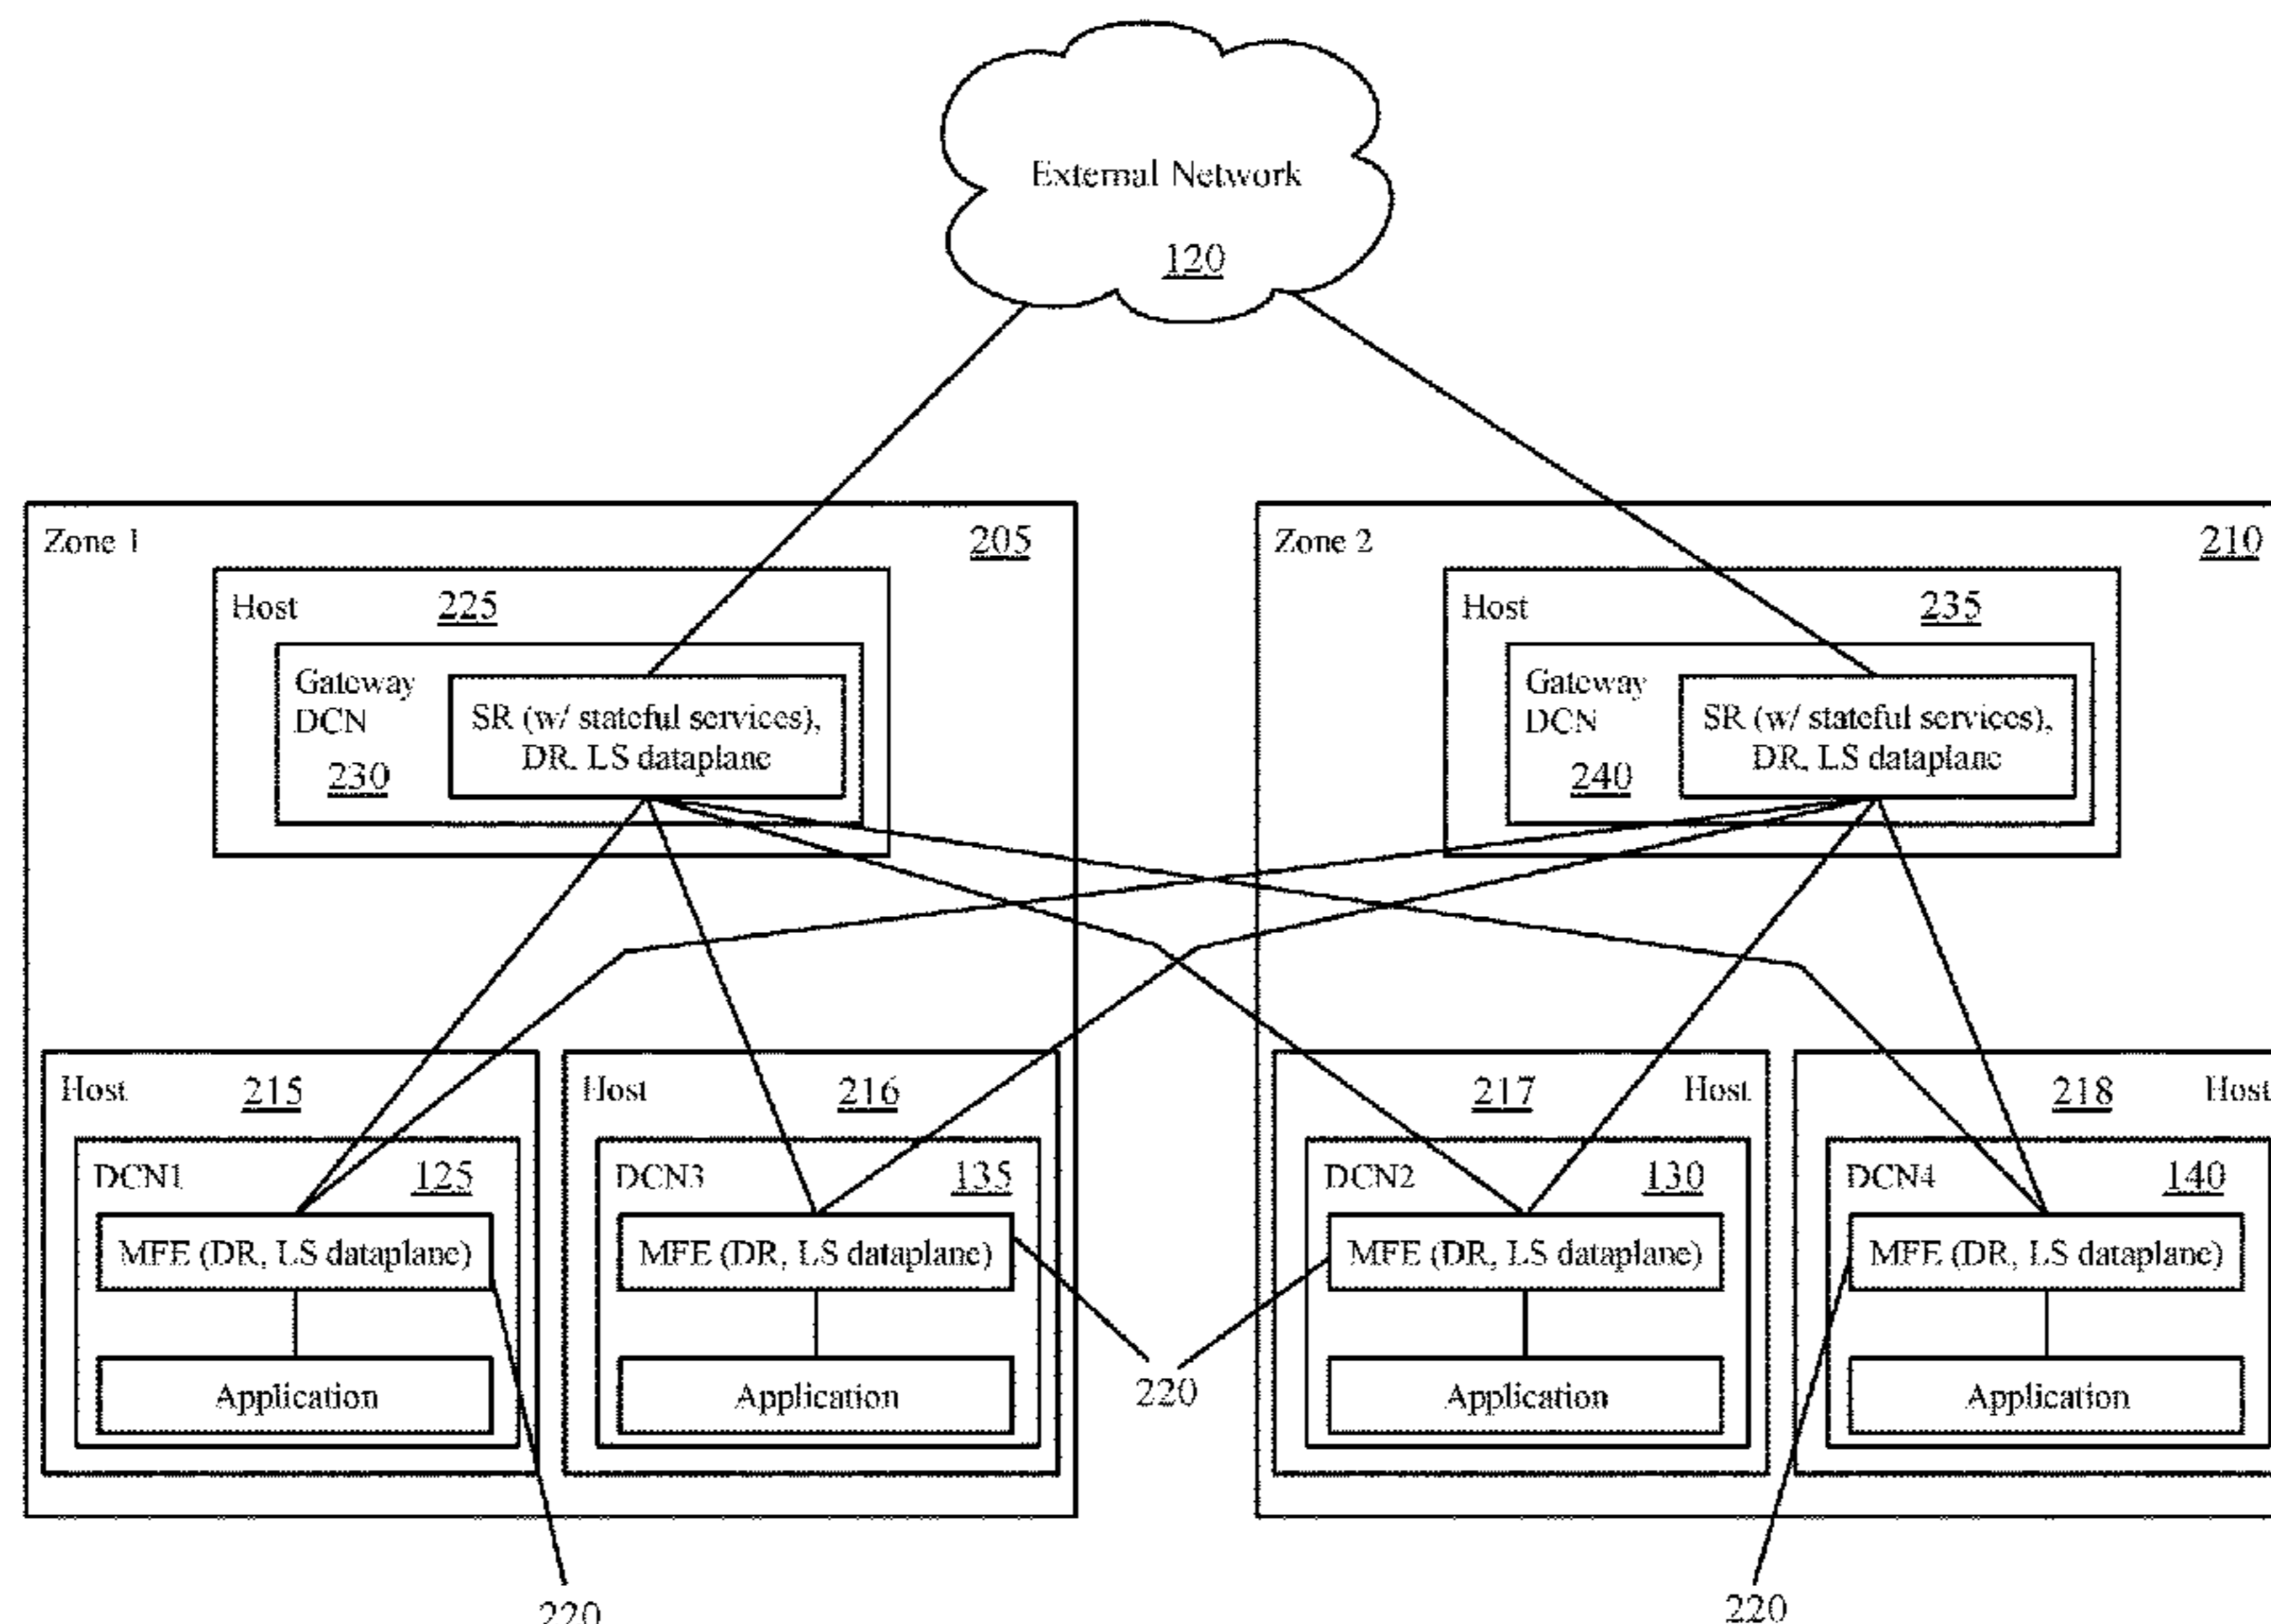 External Network
120
Zone 1
205
Host
225
Gateway
DCN
230
SR (w/ stateful services),
DR, LS dataplane
Zone 2
210
Host
235
Gateway
DCN
240
SR (w/ stateful services),
DR, LS dataplane
Host
215
DCN1
125
MFE (DR, LS dataplane)
Application
Host
216
DCN3
135
MFE (DR, LS dataplane)
Application
217
Host
DCN2
130
MFE (DR, LS dataplane)
Application
218
Host
DCN4
140
MFE (DR, LS dataplane)
Application
220
220
220